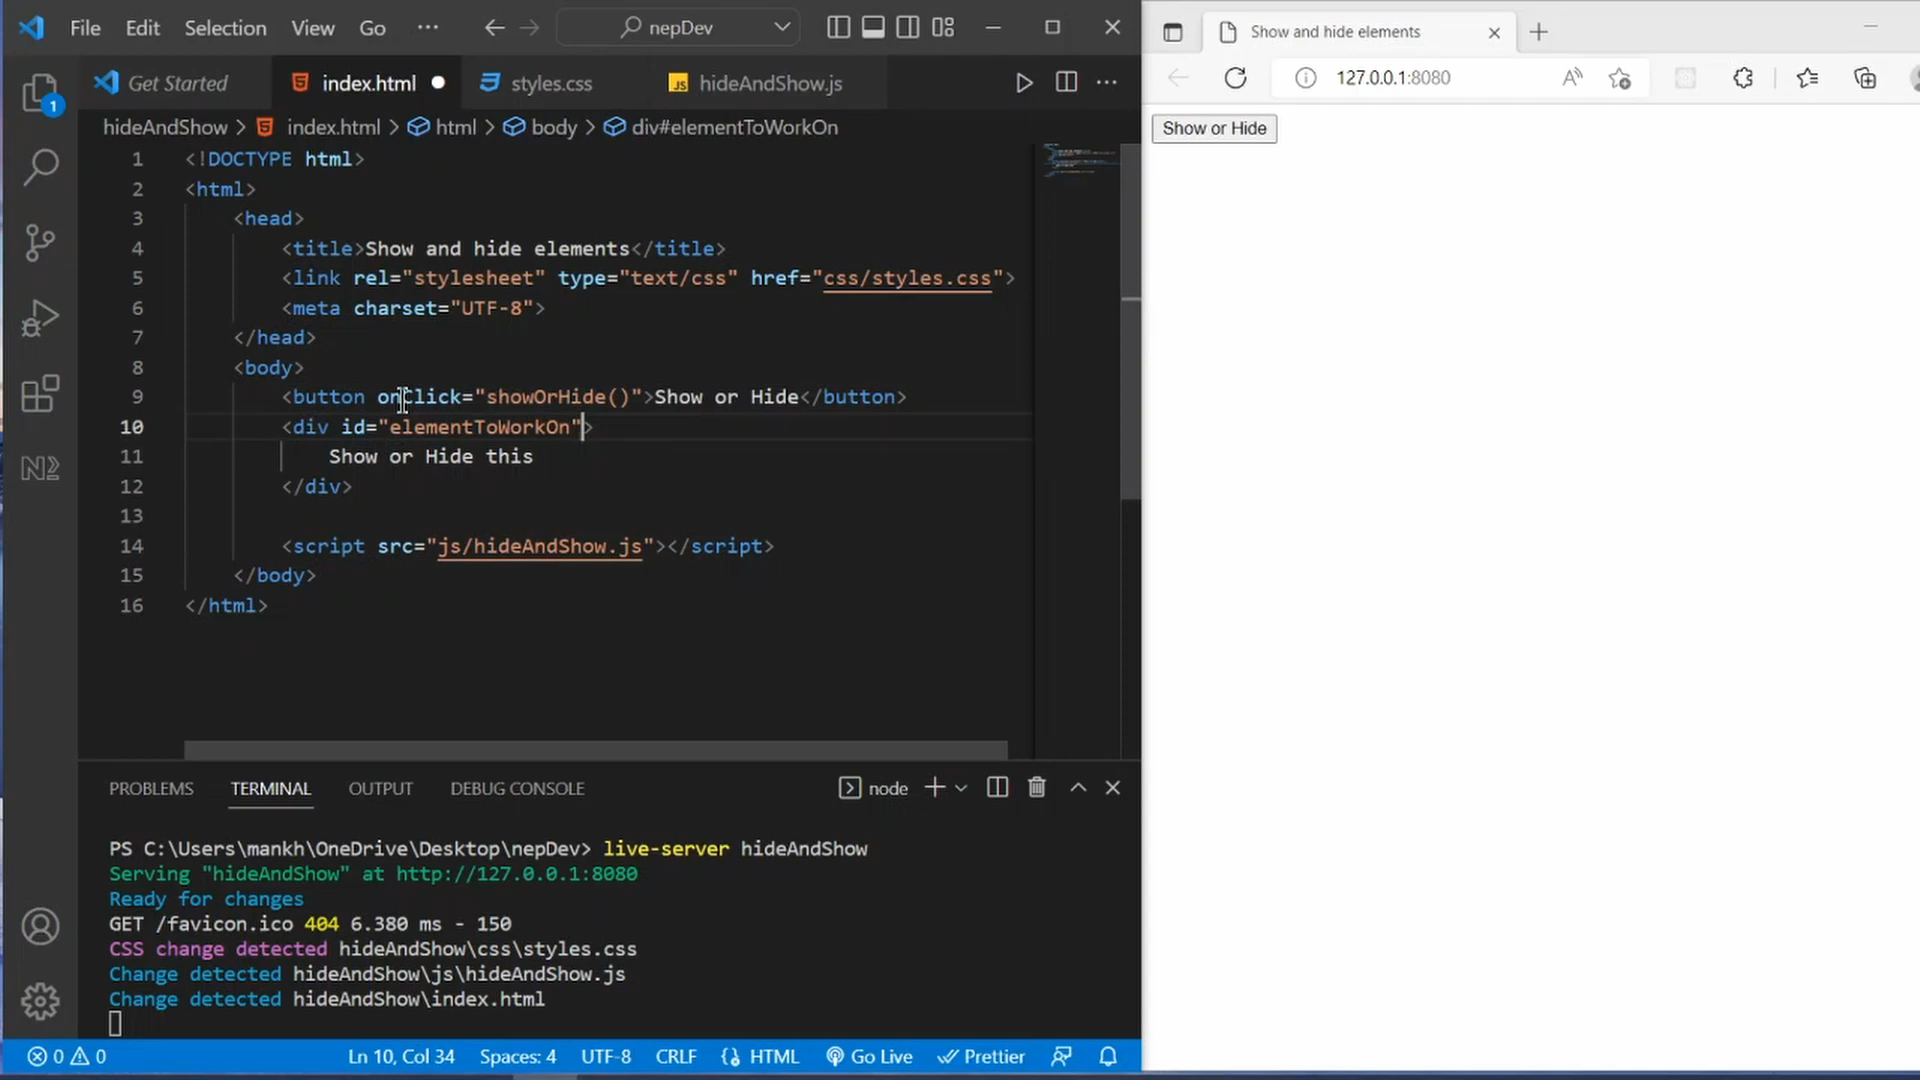 File Edit Selection View Go ··· nepDev
Get Started index.html styles.css hideAndShow.js
hideAndShow > index.html > html > body > div#elementToWorkOn
1 <!DOCTYPE html>
2 <html>
3 <head>
4 <title>Show and hide elements</title>
5 <link rel="stylesheet" type="text/css" href="css/styles.css">
6 <meta charset="UTF-8">
7 </head>
8 <body>
9 <button onClick="showOrHide()">Show or Hide</button>
10 <div id="elementToWorkOn">
11 Show or Hide this
12 </div>
13
14 <script src="js/hideAndShow.js"></script>
15 </body>
16 </html>
PROBLEMS TERMINAL OUTPUT DEBUG CONSOLE node
PS C:\Users\mankh\OneDrive\Desktop\nepDev> live-server hideAndShow
Serving "hideAndShow" at http://127.0.0.1:8080
Ready for changes
GET /favicon.ico 404 6.380 ms - 150
CSS change detected hideAndShow\css\styles.css
Change detected hideAndShow\js\hideAndShow.js
Change detected hideAndShow\index.html
0 0 Ln 10, Col 34 Spaces: 4 UTF-8 CRLF HTML Go Live Prettier
1
JS
Show and hide elements
127.0.0.1:8080
Show or Hide